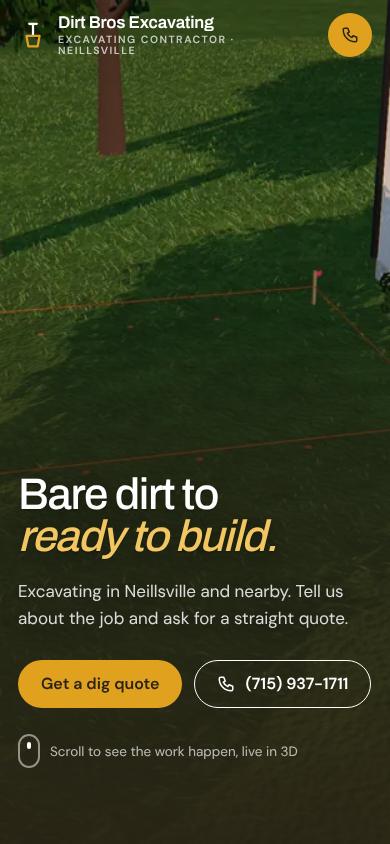 Dirt Bros Excavating
EXCAVATING CONTRACTOR ·
NEILLSVILLE
Bare dirt to
ready to build.
Excavating in Neillsville and nearby. Tell us
about the job and ask for a straight quote.
Get a dig quote
(715) 937-1711
Scroll to see the work happen, live in 3D